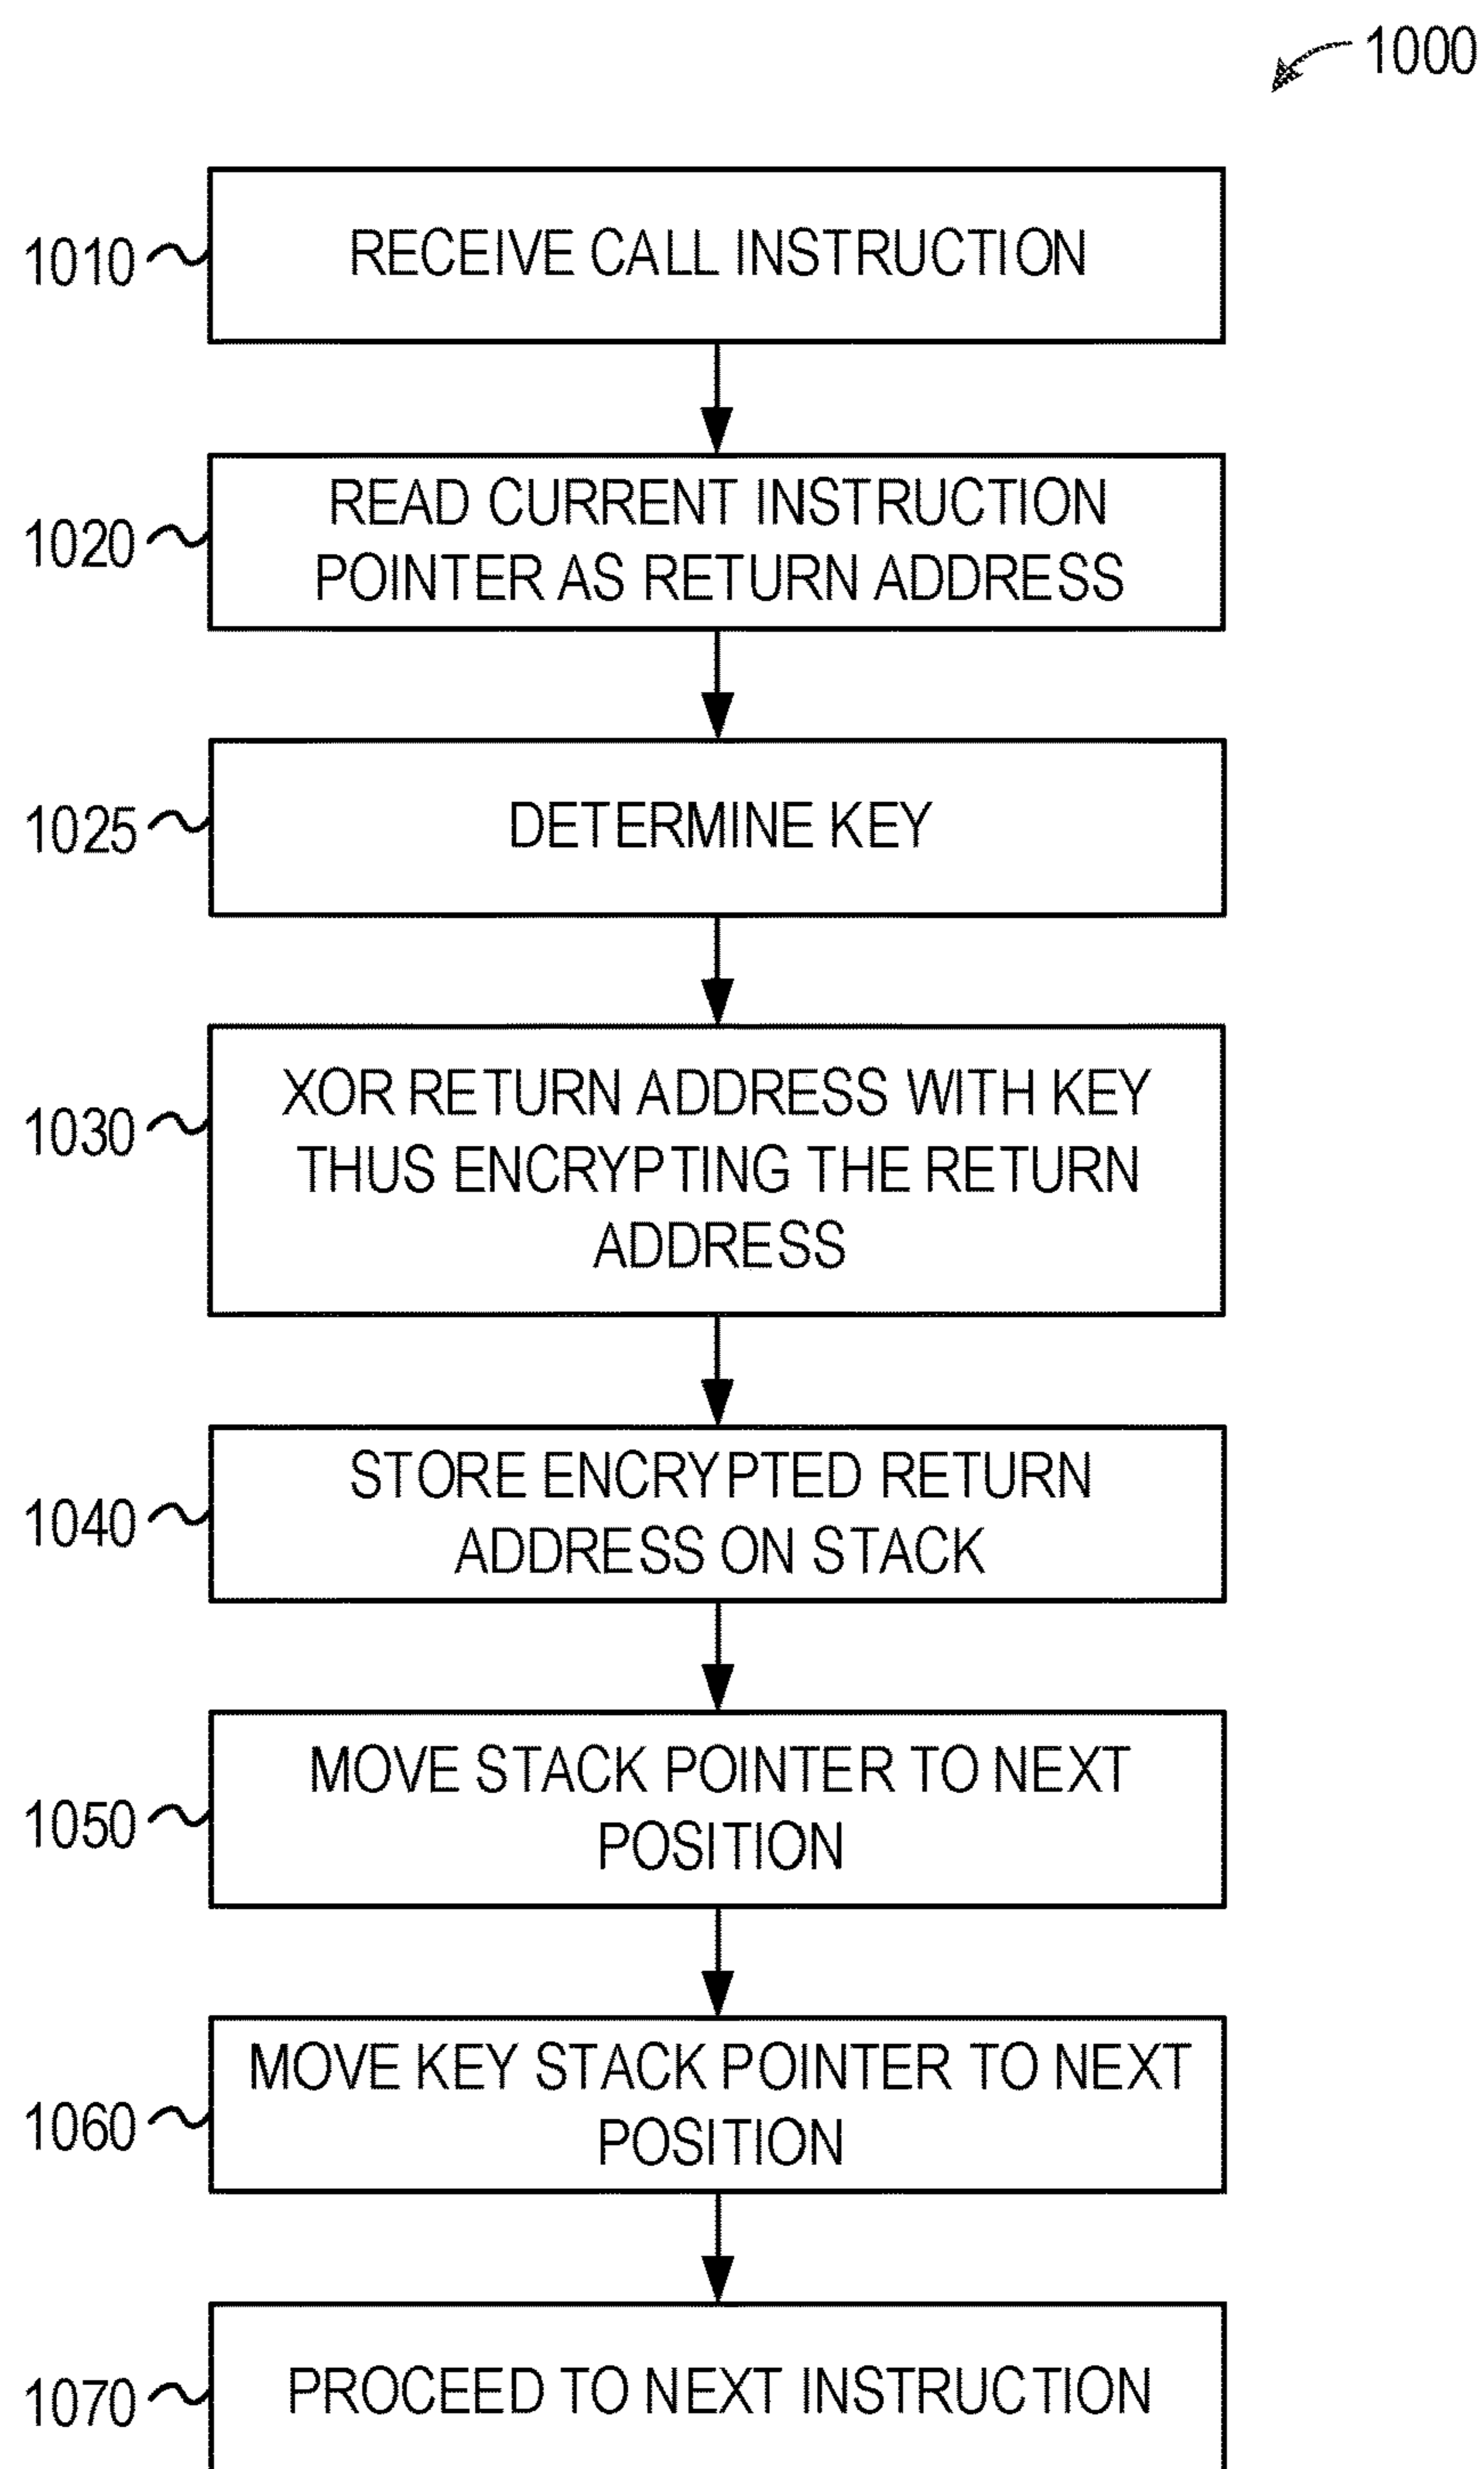 1000
1010
RECEIVE CALL INSTRUCTION
1020
READ CURRENT INSTRUCTION
POINTER AS RETURN ADDRESS
1025
DETERMINE KEY
1030
XOR RETURN ADDRESS WITH KEY
THUS ENCRYPTING THE RETURN
ADDRESS
1040
STORE ENCRYPTED RETURN
ADDRESS ON STACK
1050
MOVE STACK POINTER TO NEXT
POSITION
1060
MOVE KEY STACK POINTER TO NEXT
POSITION
1070
PROCEED TO NEXT INSTRUCTION